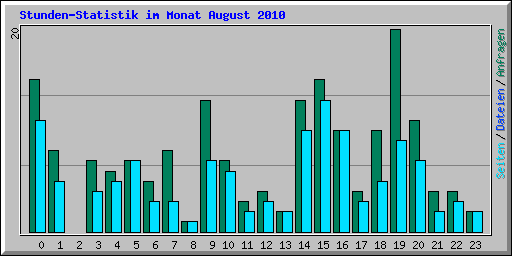 Stunden-Statistik im Monat August 2010
20
0 1 2 3 4 5 6 7 8 9 10 11 12 13 14 15 16 17 18 19 20 21 22 23
Seiten / Dateien / Anfragen